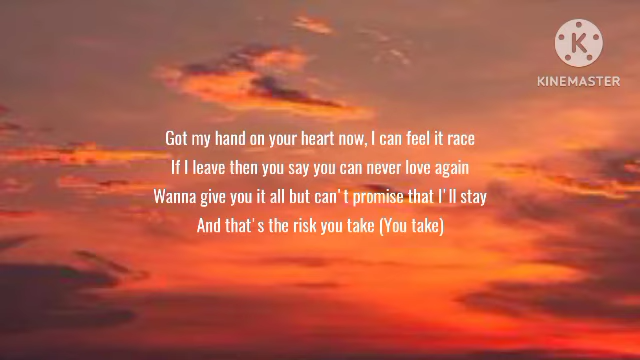 KINEMASTER
Got my hand on your heart now, I can feel it race
If I leave then you say you can never love again
Wanna give you it all but can't promise that I'll stay
And that's the risk you take (You take)